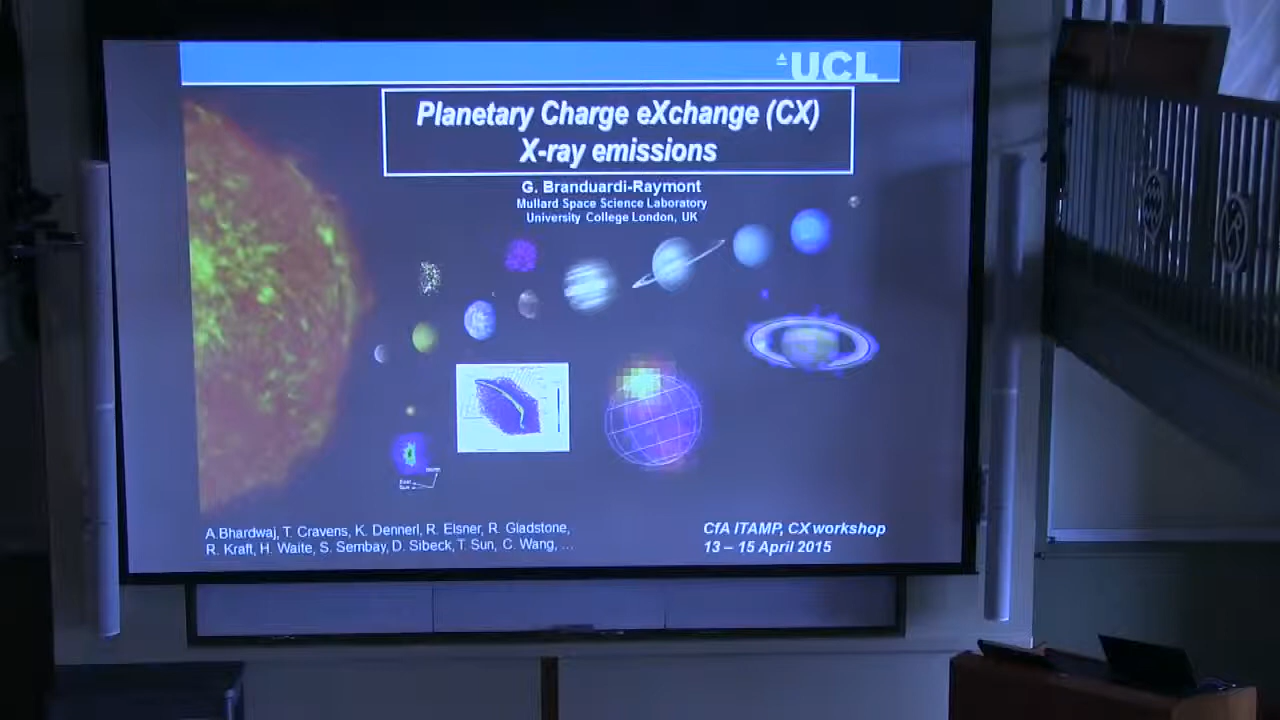 UCL
Planetary Charge eXchange (CX)
X-ray emissions
G. Branduardi-Raymont
Mullard Space Science Laboratory
University College London, UK
A.Bhardwaj, T. Cravens, K. Dennerl, R. Elsner, R. Gladstone,
R. Kraft, H. Waite, S. Sembay, D. Sibeck, T. Sun, C. Wang, ...
CfA ITAMP, CX workshop
13 – 15 April 2015